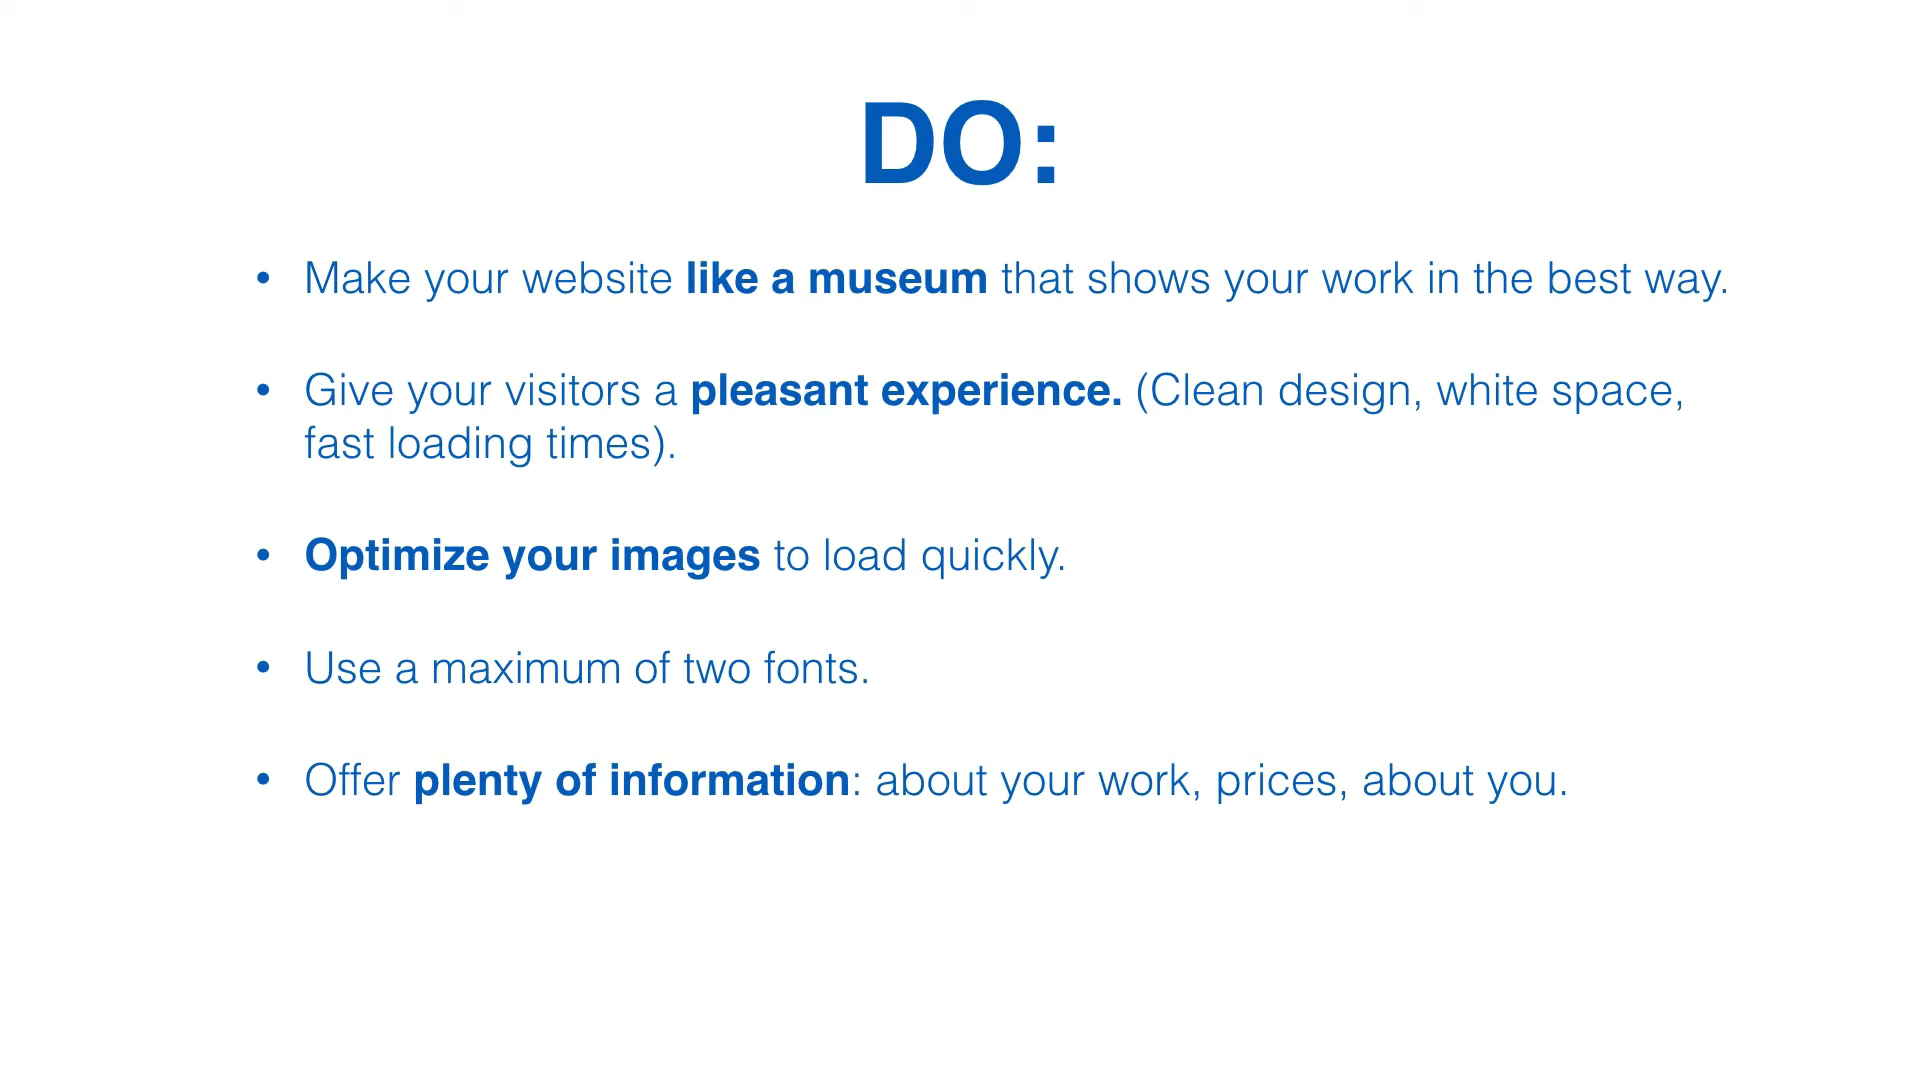 DO:
• Make your website like a museum that shows your work in the best way.
• Give your visitors a pleasant experience. (Clean design, white space,
fast loading times).
• Optimize your images to load quickly.
• Use a maximum of two fonts.
• Offer plenty of information: about your work, prices, about you.